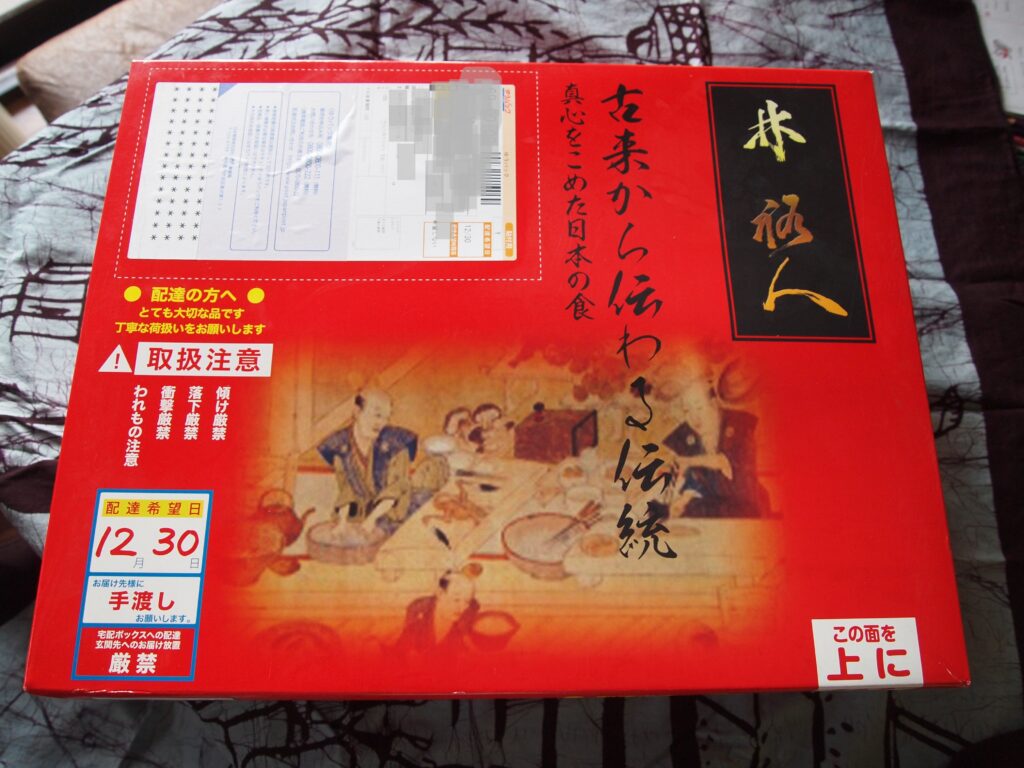 林裕人
古来から伝わる伝統
真心をこめた日本の食
配達の方へ
とても大切な品です
丁寧な荷扱いをお願いします
取扱注意
傾け厳禁
落下厳禁
衝撃厳禁
われもの注意
配達希望日
12月30日
お届け先様に
手渡し
お願いします。
宅配ボックスへの配達
玄関先へのお届け放置
厳禁
この面を
上に